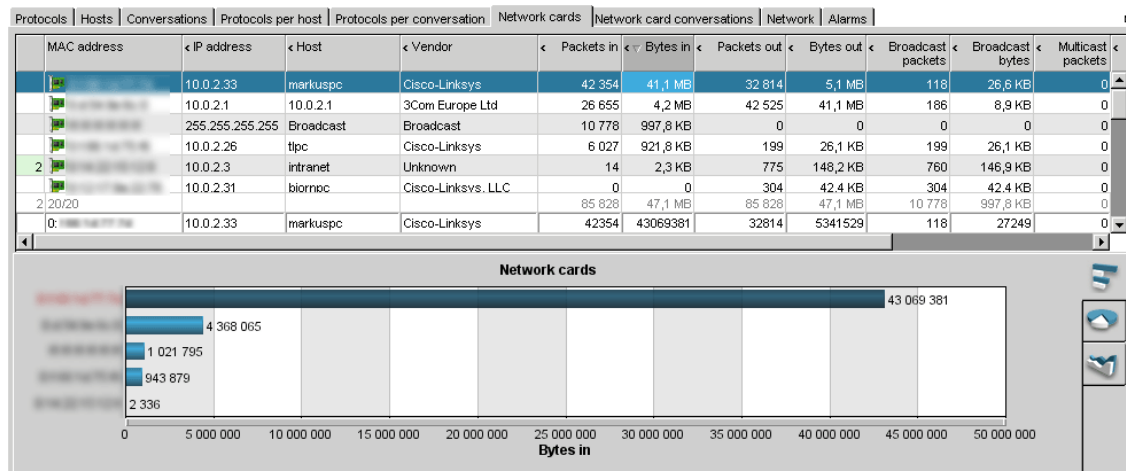 Protocols Hosts Conversations Protocols per host Protocols per conversation Network cards Network card conversations Network Alarms
MAC address < IP address < Host < Vendor < Packets in < Bytes in < Packets out < Bytes out < Broadcast packets < Broadcast bytes < Multicast packets <
10.0.2.33 markuspc Cisco-Linksys 42 354 41,1 MB 32 814 5,1 MB 118 26,6 KB 0
10.0.2.1 10.0.2.1 3Com Europe Ltd 26 655 4,2 MB 42 525 41,1 MB 186 8,9 KB 0
255.255.255.255 Broadcast Broadcast 10 778 997,8 KB 0 0 0 0 0
10.0.2.26 tlpc Cisco-Linksys 6 027 921,8 KB 199 26,1 KB 199 26,1 KB 0
2 10.0.2.3 intranet Unknown 14 2,3 KB 775 148,2 KB 760 146,9 KB 0
10.0.2.31 Cisco-Linksys, LLC 0 0 304 42.4 KB 304 42.4 KB 0
2 20/20 85 828 47,1 MB 85 828 47,1 MB 10 778 997,8 KB 0
0: 10.0.2.33 markuspc Cisco-Linksys 42354 43069381 32814 5341529 118 27249 0
Network cards
43 069 381
4 368 065
1 021 795
943 879
2 336
0 5 000 000 10 000 000 15 000 000 20 000 000 25 000 000 30 000 000 35 000 000 40 000 000 45 000 000 50 000 000
Bytes in